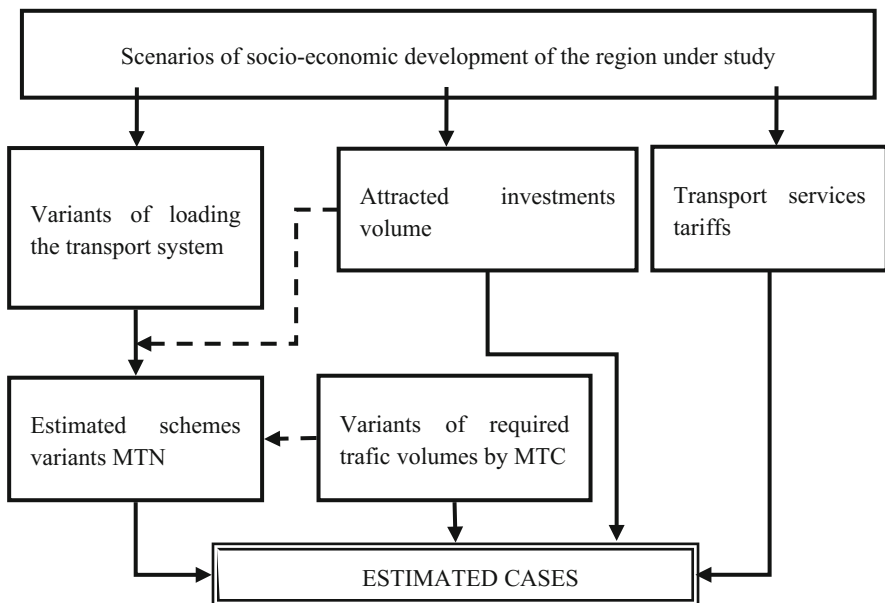 Scenarios of socio-economic development of the region under study
Variants of loading
the transport system
Attracted investments
volume
Transport services
tariffs
Estimated schemes
variants MTN
Variants of required
trafic volumes by MTC
ESTIMATED CASES